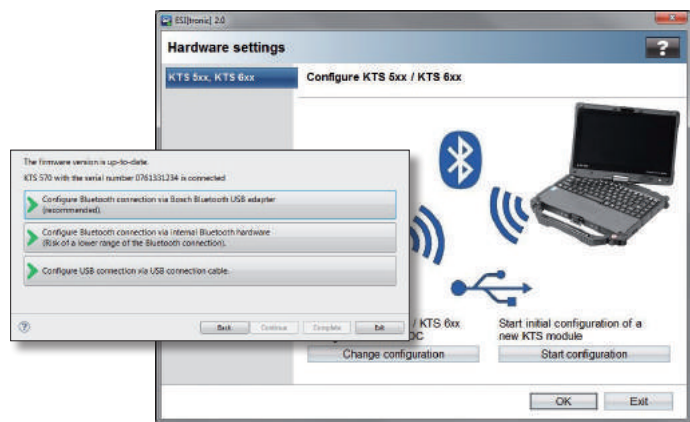 ESI[tronic] 2.0
Hardware settings
?
KTS 5xx, KTS 6xx
Configure KTS 5xx / KTS 6xx
The firmware version is up-to-date.
KTS 570 with the serial number 0761331234 is connected
Configure Bluetooth connection via Bosch Bluetooth USB adapter
(recommended).
Configure Bluetooth connection via internal Bluetooth hardware
(Risk of a lower range of the Bluetooth connection).
Configure USB connection via USB connection cable.
?
Back
Continue
Complete
Exit
/ KTS 6xx
Change configuration
Start initial configuration of a
new KTS module
Start configuration
OK
Exit